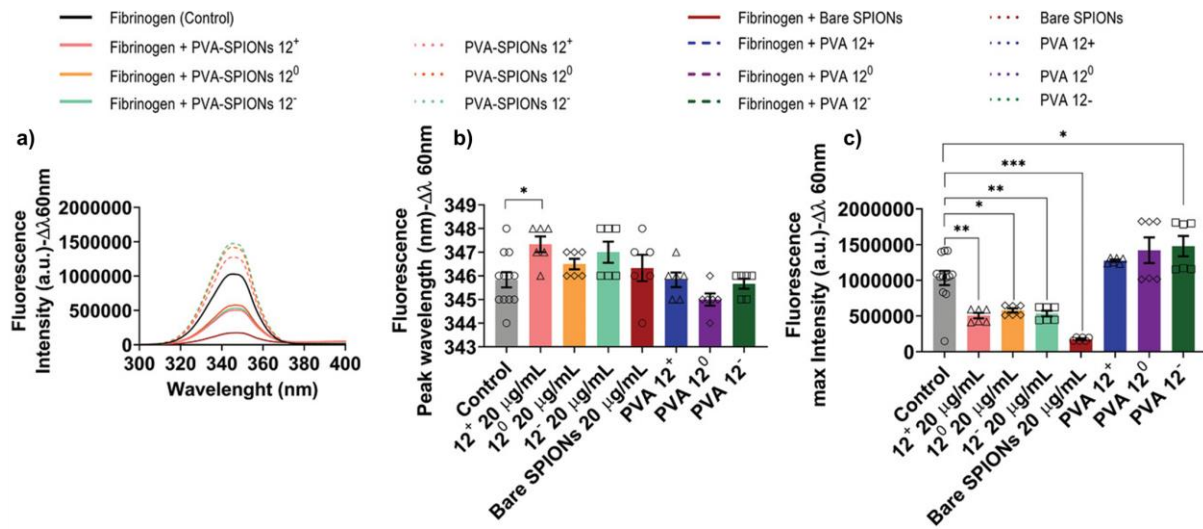 Fibrinogen (Control)
Fibrinogen + PVA-SPIONs 12⁺
Fibrinogen + PVA-SPIONs 12⁰
Fibrinogen + PVA-SPIONs 12⁻
PVA-SPIONs 12⁺
PVA-SPIONs 12⁰
PVA-SPIONs 12⁻
Fibrinogen + Bare SPIONs
Fibrinogen + PVA 12+
Fibrinogen + PVA 12⁰
Fibrinogen + PVA 12⁻
Bare SPIONs
PVA 12+
PVA 12⁰
PVA 12-
a)
Fluorescence
Intensity (a.u.)-Δλ60nm
2000000
1500000
1000000
500000
0
300 320 340 360 380 400
Wavelenght (nm)
b)
Fluorescence
Peak wavelength (nm)-Δλ 60nm
349
348
347
346
345
344
343
*
Control
12⁺ 20 µg/mL
12⁰ 20 µg/mL
12⁻ 20 µg/mL
Bare SPIONs 20 µg/mL
PVA 12⁺
PVA 12⁰
PVA 12⁻
c)
Fluorescence
max Intensity (a.u.)-Δλ 60nm
2000000
1500000
1000000
500000
0
*
***
**
*
**
Control
12⁺ 20 µg/mL
12⁰ 20 µg/mL
12⁻ 20 µg/mL
Bare SPIONs 20 µg/mL
PVA 12⁺
PVA 12⁰
PVA 12⁻